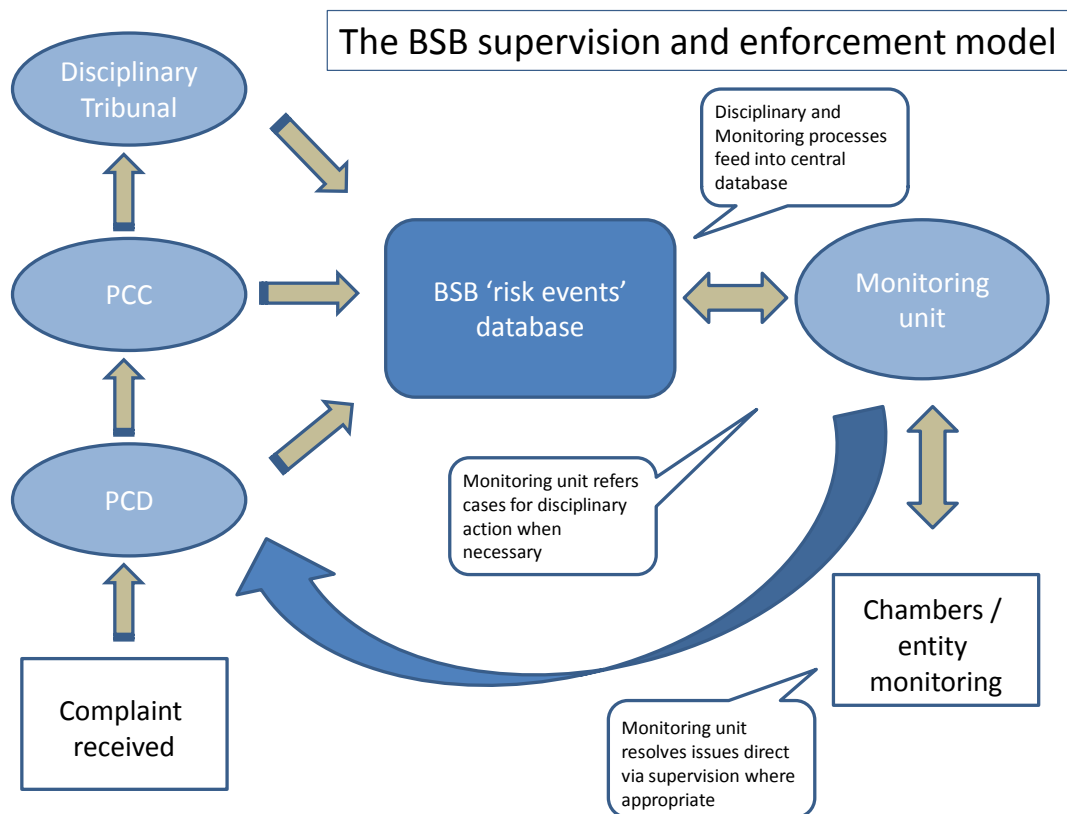 The BSB supervision and enforcement model
Disciplinary
Tribunal
Disciplinary and
Monitoring processes
feed into central
database
PCC
BSB ‘risk events’
database
Monitoring
unit
PCD
Monitoring unit refers
cases for disciplinary
action when
necessary
Complaint
received
Chambers /
entity
monitoring
Monitoring unit
resolves issues direct
via supervision where
appropriate